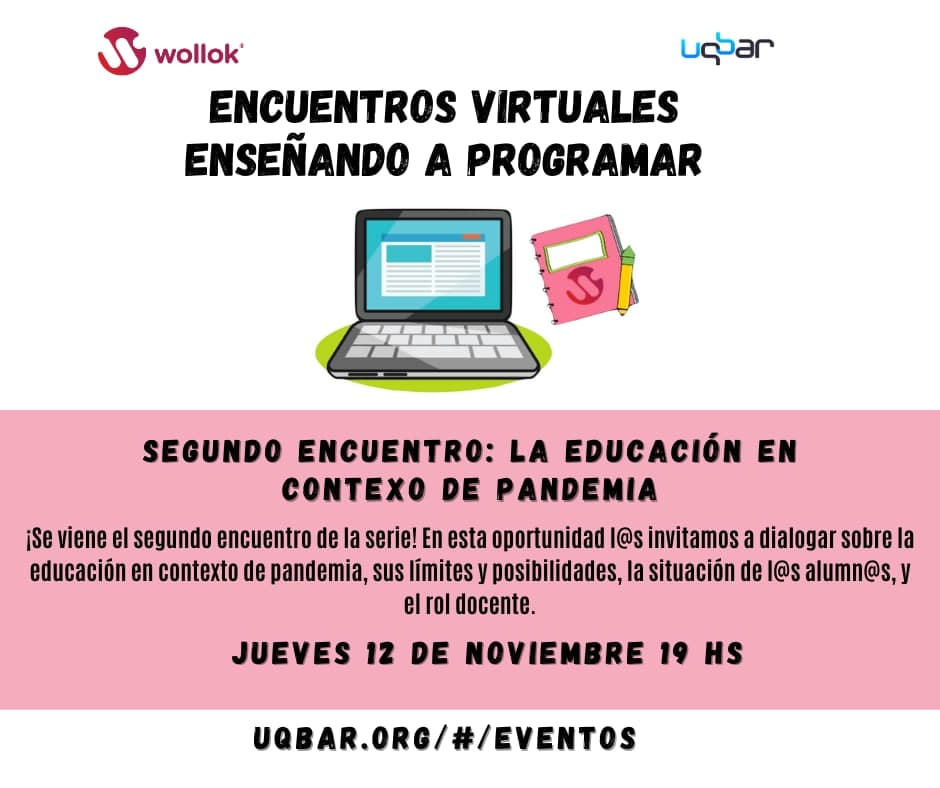 wollok
uqbar
ENCUENTROS VIRTUALES
ENSEÑANDO A PROGRAMAR
SEGUNDO ENCUENTRO: LA EDUCACIÓN EN
CONTEXO DE PANDEMIA
¡Se viene el segundo encuentro de la serie! En esta oportunidad l@s invitamos a dialogar sobre la
educación en contexto de pandemia, sus límites y posibilidades, la situación de l@s alumn@s, y
el rol docente.
JUEVES 12 DE NOVIEMBRE 19 HS
UQBAR.ORG/#/EVENTOS